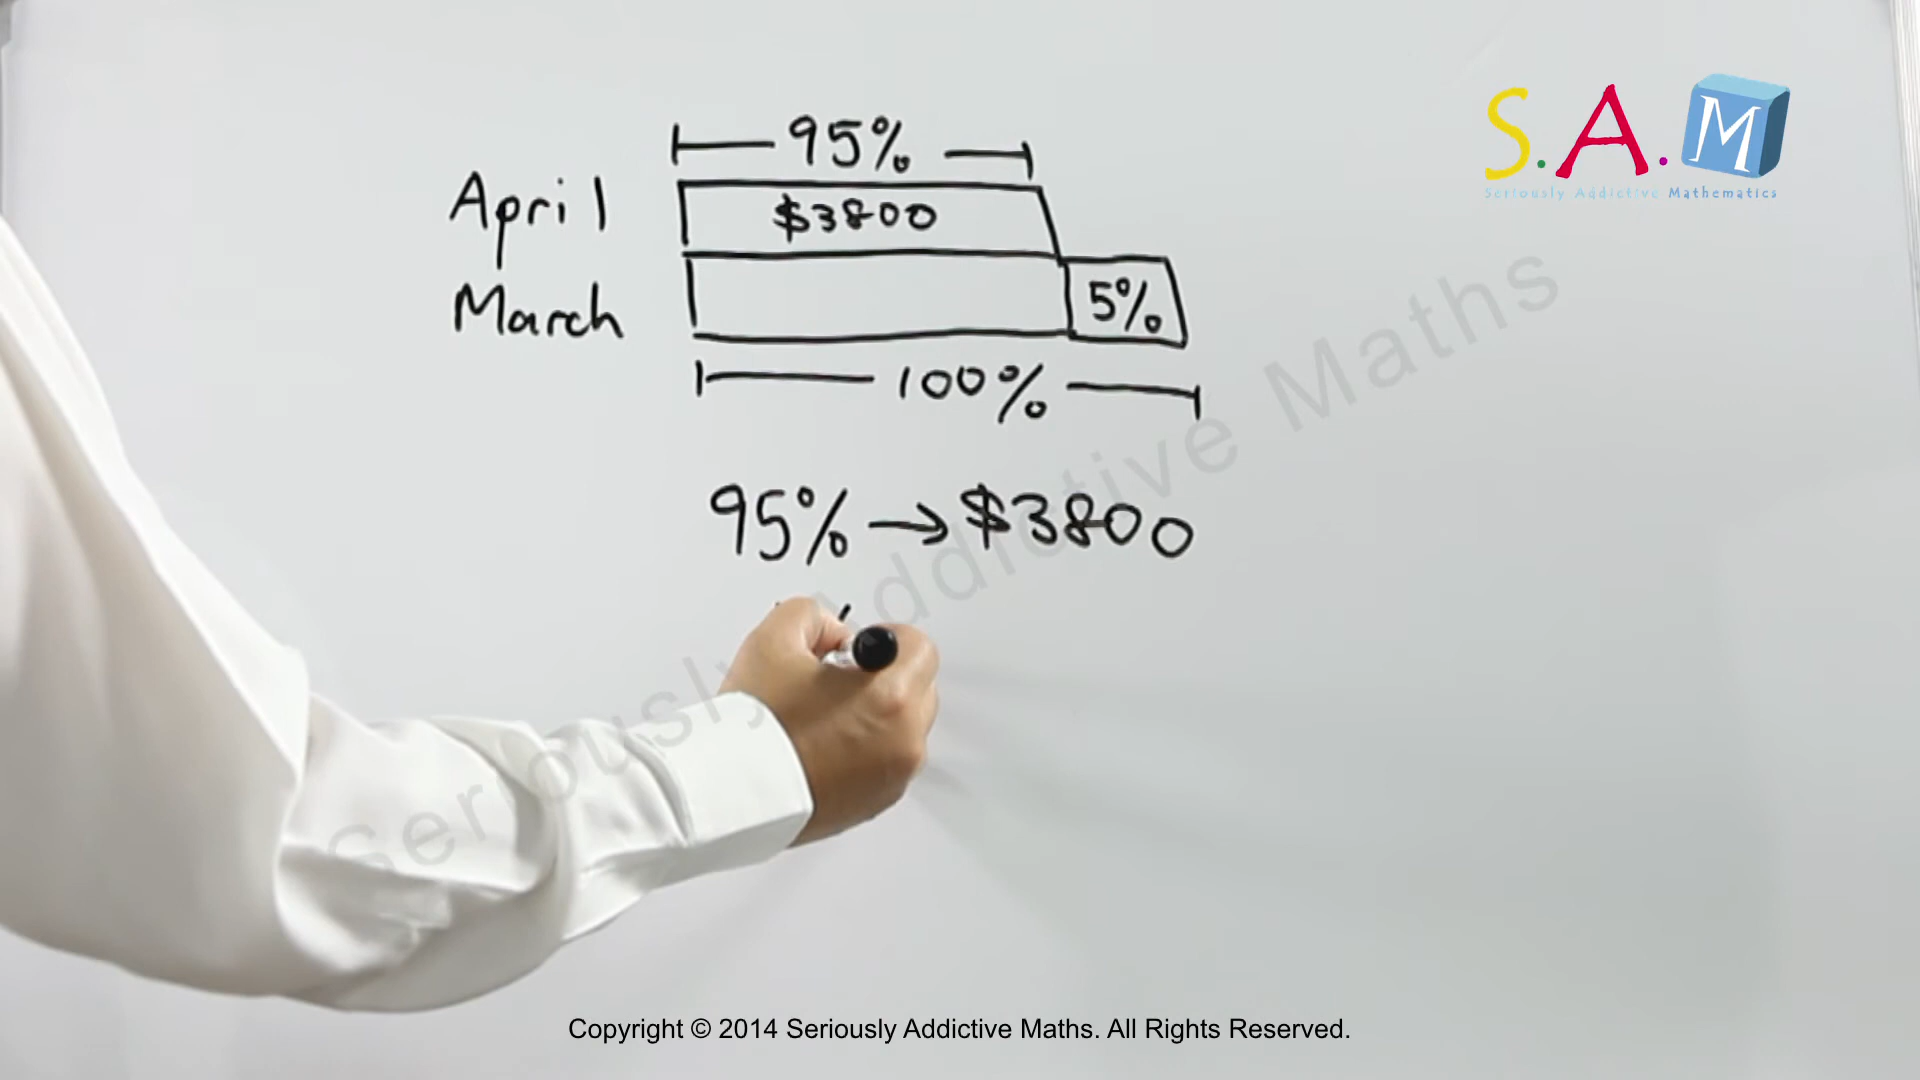 S.A.M
Seriously Addictive Mathematics
95%
April $3800
March 5%
100%
95% → $3800
Seriously Addictive Maths
Copyright © 2014 Seriously Addictive Maths. All Rights Reserved.